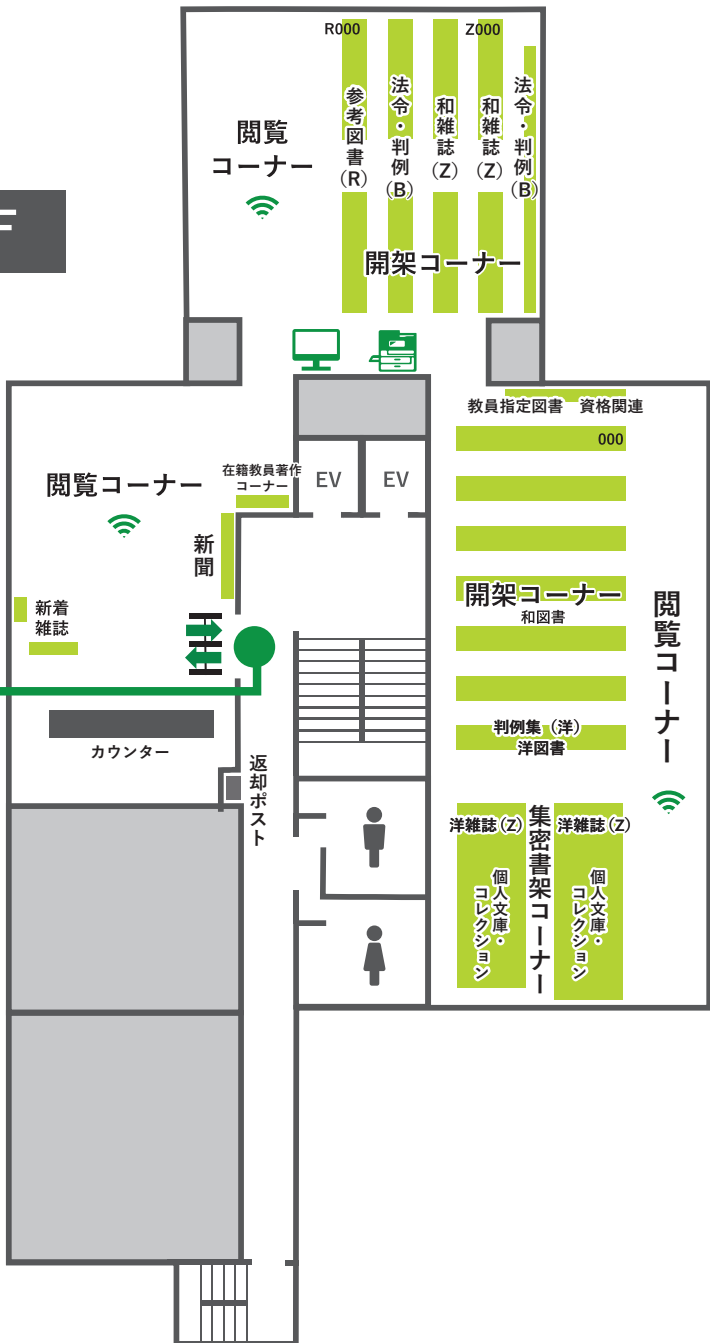 R000
Z000
参考図書(R)
法令・判例(B)
和雑誌(Z)
和雑誌(Z)
法令・判例(B)
閲覧
コーナー
開架コーナー
F
教員指定図書 資格関連
000
閲覧コーナー
在籍教員著作
コーナー
EV
EV
新聞
新着
雑誌
開架コーナー
和図書
閲覧コーナー
カウンター
返却ポスト
判例集(洋)
洋図書
洋雑誌(Z)
個人文庫・
コレクション
集密書架コーナー
洋雑誌(Z)
個人文庫・
コレクション